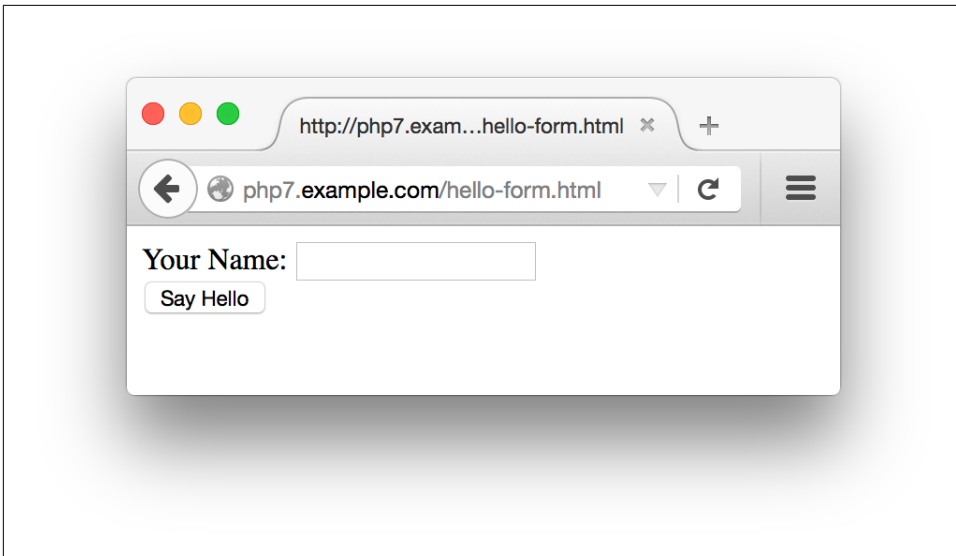 http://php7.exam...hello-form.html
php7.example.com/hello-form.html
Your Name:
Say Hello